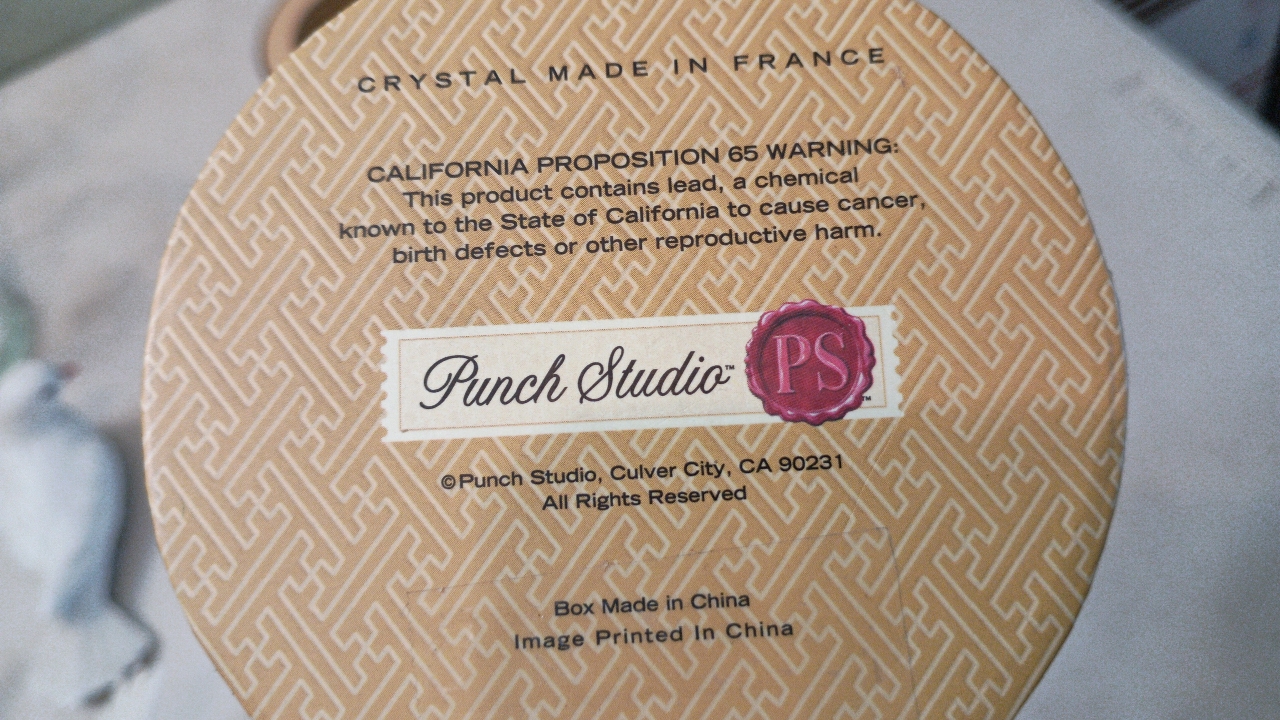 CRYSTAL MADE IN FRANCE
CALIFORNIA PROPOSITION 65 WARNING:
This product contains lead, a chemical
known to the State of California to cause cancer,
birth defects or other reproductive harm.
Punch Studio™ PS™
©Punch Studio, Culver City, CA 90231
All Rights Reserved
Box Made in China
Image Printed In China